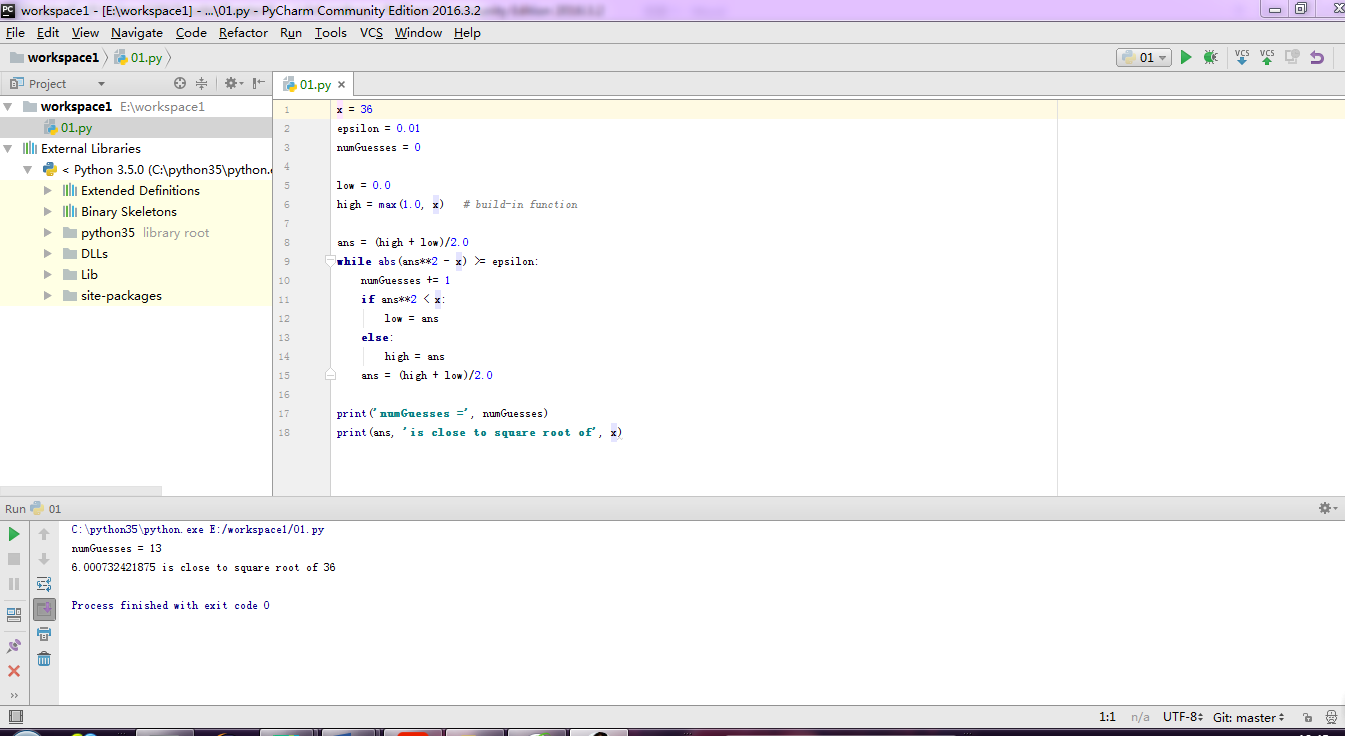 workspace1 - [E:\workspace1] - ...\01.py - PyCharm Community Edition 2016.3.2
File Edit View Navigate Code Refactor Run Tools VCS Window Help
workspace1 01.py
01 VCS VCS
Project
01.py
workspace1 E:\workspace1
01.py
External Libraries
< Python 3.5.0 (C:\python35\python.
Extended Definitions
Binary Skeletons
python35 library root
DLLs
Lib
site-packages
1 x = 36
2 epsilon = 0.01
3 numGuesses = 0
4
5 low = 0.0
6 high = max(1.0, x) # build-in function
7
8 ans = (high + low)/2.0
9 while abs(ans**2 - x) >= epsilon:
10 numGuesses += 1
11 if ans**2 < x:
12 low = ans
13 else:
14 high = ans
15 ans = (high + low)/2.0
16
17 print('numGuesses =', numGuesses)
18 print(ans, 'is close to square root of', x)
Run 01
C:\python35\python.exe E:/workspace1/01.py
numGuesses = 13
6.000732421875 is close to square root of 36
Process finished with exit code 0
1:1 n/a UTF-8 Git: master